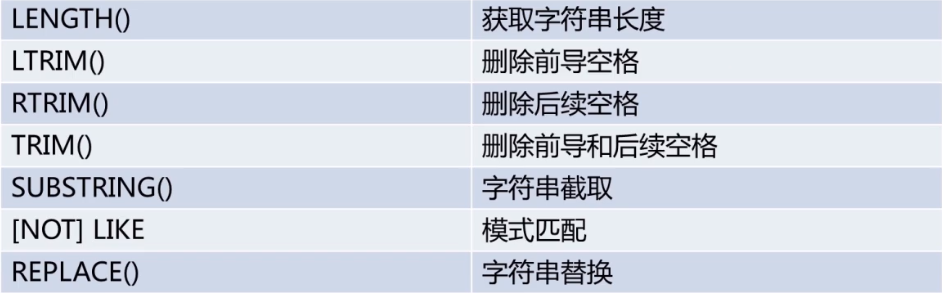 LENGTH() 获取字符串长度
LTRIM() 删除前导空格
RTRIM() 删除后续空格
TRIM() 删除前导和后续空格
SUBSTRING() 字符串截取
[NOT] LIKE 模式匹配
REPLACE() 字符串替换